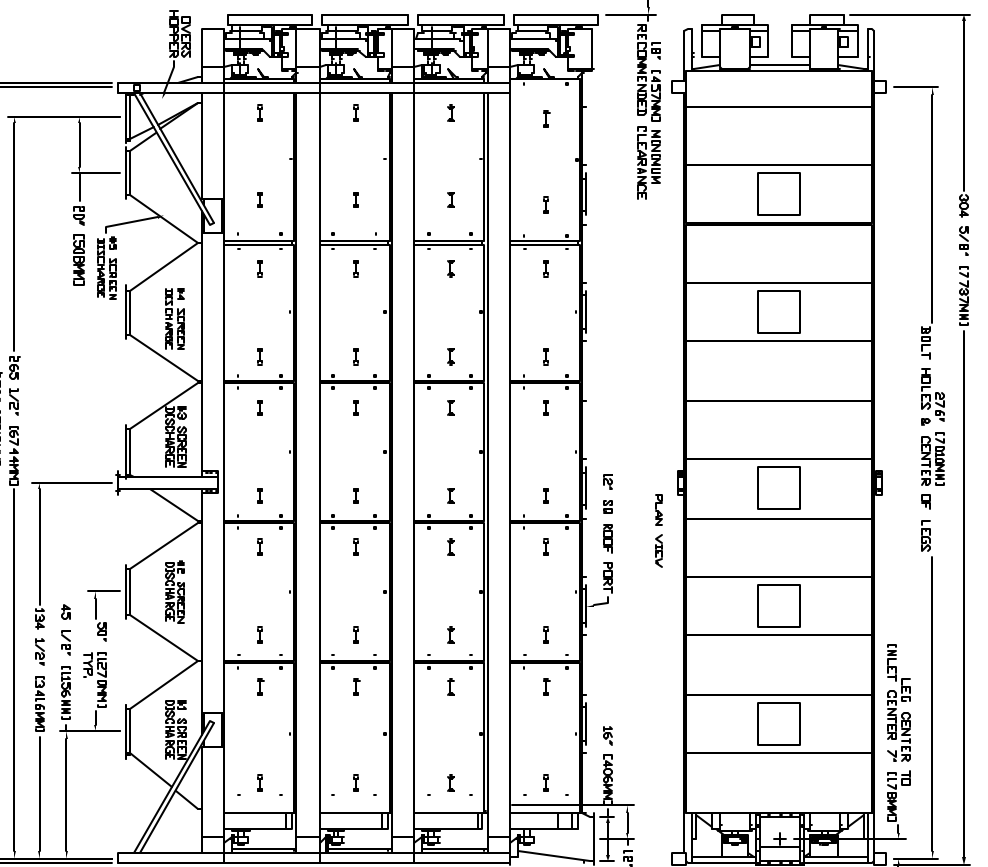 OVERS
HOPPER
18" [457MM] MINIMUM
RECOMMENDED CLEARANCE
304 5/8" [7737MM]
276" [7010MM]
BOLT HOLES & CENTER OF LEGS
LEG CENTER TO
INLET CENTER 7" [178MM]
PLAN VIEW
12" SQ ROOF PORT
16" [406MM]
20" [508MM]
#5 SCREEN
DISCHARGE
#4 SCREEN
DISCHARGE
#3 SCREEN
DISCHARGE
#2 SCREEN
DISCHARGE
#1 SCREEN
DISCHARGE
50" [1270MM]
TYP.
45 1/2" [1156MM]
134 1/2" [3416MM]
265 1/2" [6744MM]